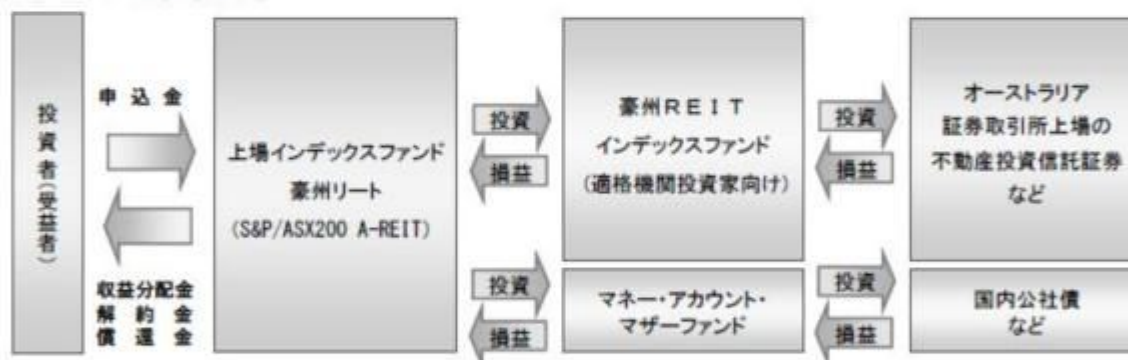 投資者(受益者)
申込金
収益分配金
解約金
償還金
上場インデックスファンド
豪州リート
(S&P/ASX200 A-REIT)
投資
損益
投資
損益
豪州REIT
インデックスファンド
(適格機関投資家向け)
マネー・アカウント・
マザーファンド
投資
損益
投資
損益
オーストラリア
証券取引所上場の
不動産投資信託証券
など
国内公社債
など